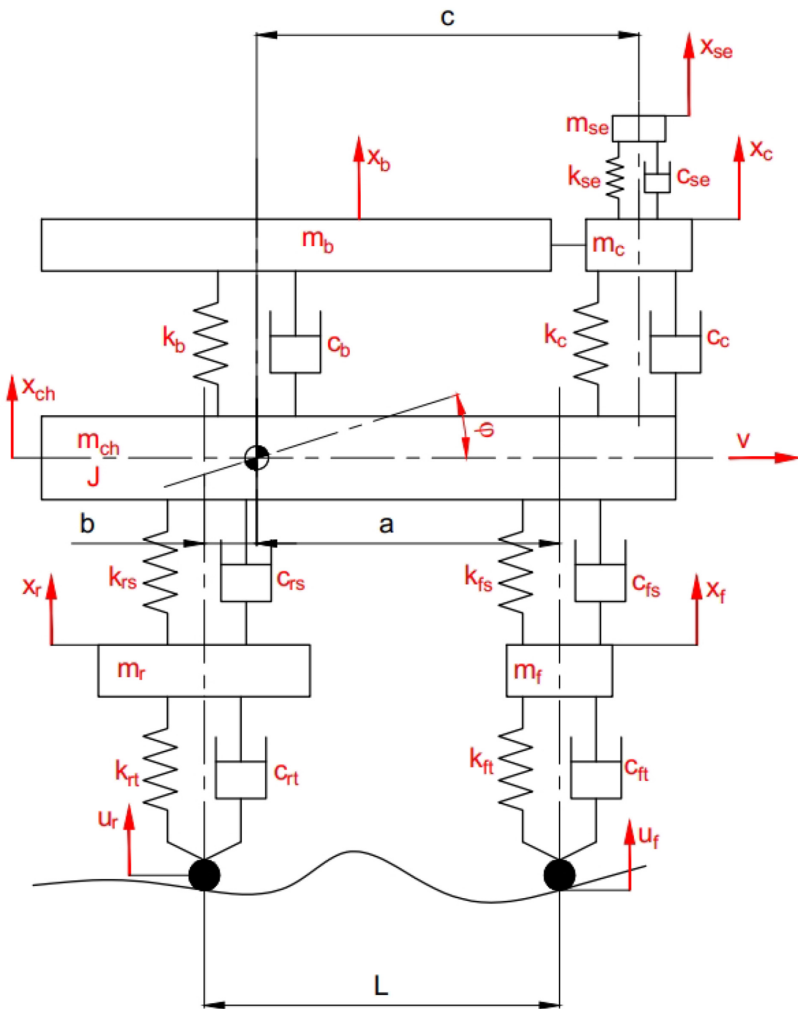 c
x_se
m_se
x_b
x_c
k_se
c_se
m_b
m_c
k_b
c_b
k_c
c_c
x_ch
φ
m_ch
v
J
b
a
k_rs
c_rs
k_fs
c_fs
x_r
x_f
m_r
m_f
k_rt
c_rt
k_ft
c_ft
u_r
u_f
L